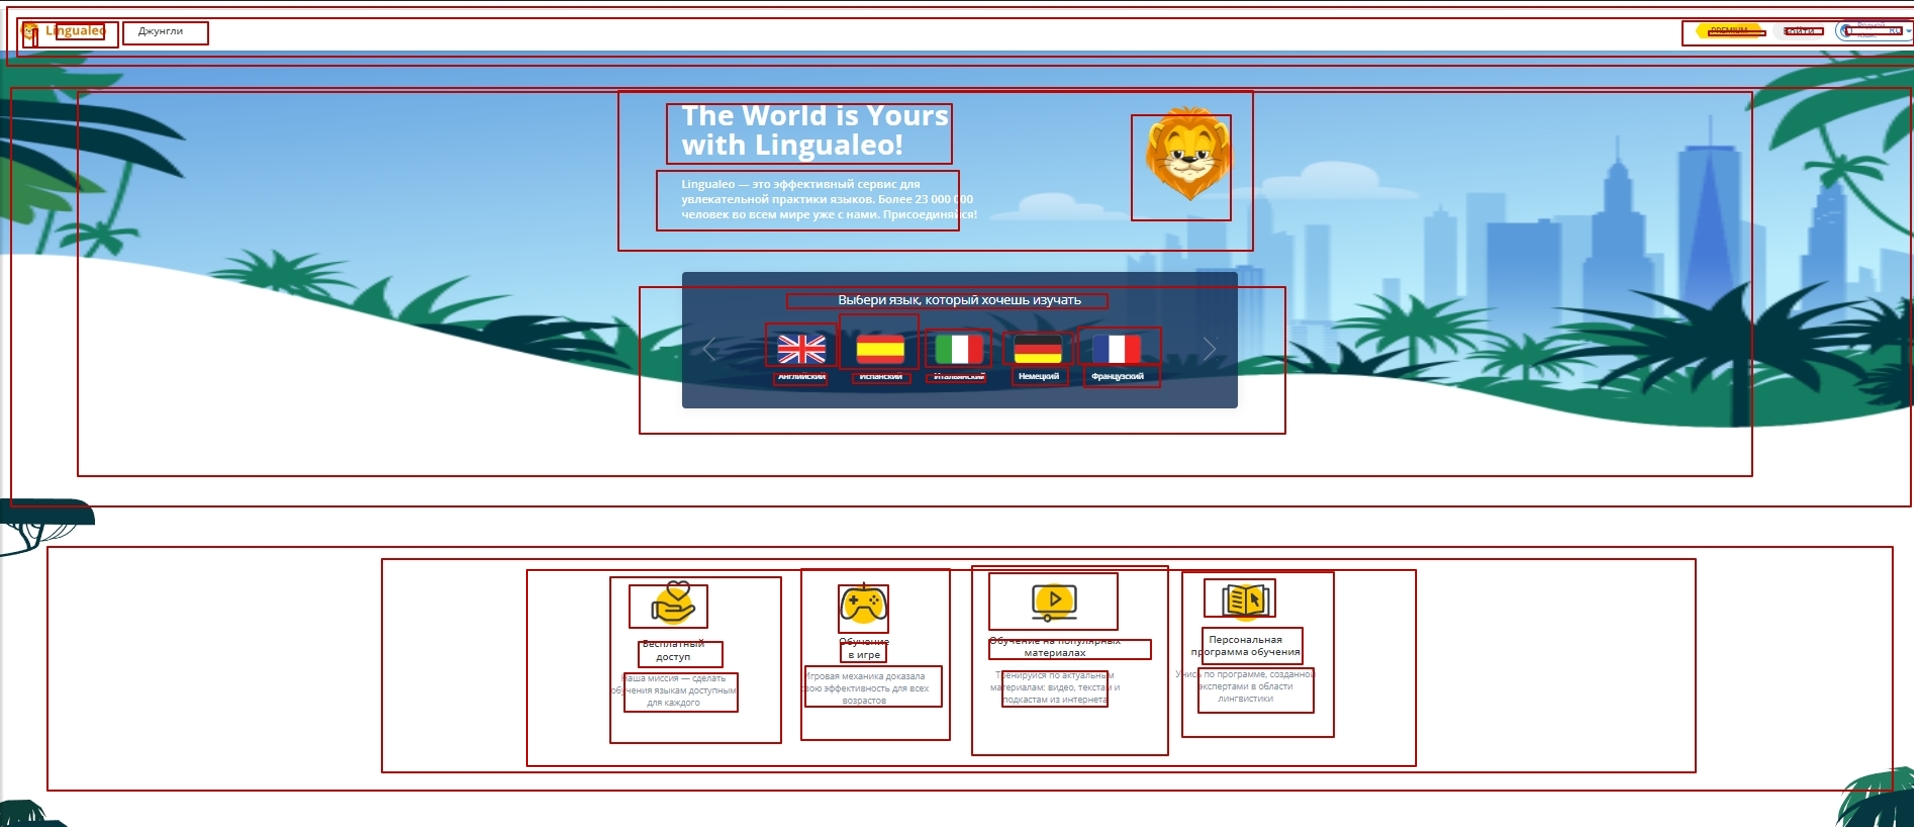 Lingualeo
Джунгли
PREMIUM
Войти
RU
The World is Yours
with Lingualeo!
Lingualeo — это эффективный сервис для
увлекательной практики языков. Более 23 000 000
человек во всем мире уже с нами. Присоединяйся!
Выбери язык, который хочешь изучать
Английский
Испанский
Итальянский
Немецкий
Французский
Бесплатный
доступ
Наша миссия — сделать
обучения языкам доступным
для каждого
Обучение
в игре
Игровая механика доказала
свою эффективность для всех
возрастов
Обучение на популярных
материалах
Тренируйся по актуальным
материалам: видео, текстам и
подкастам из интернета
Персональная
программа обучения
Учись по программе, созданной
экспертами в области
лингвистики